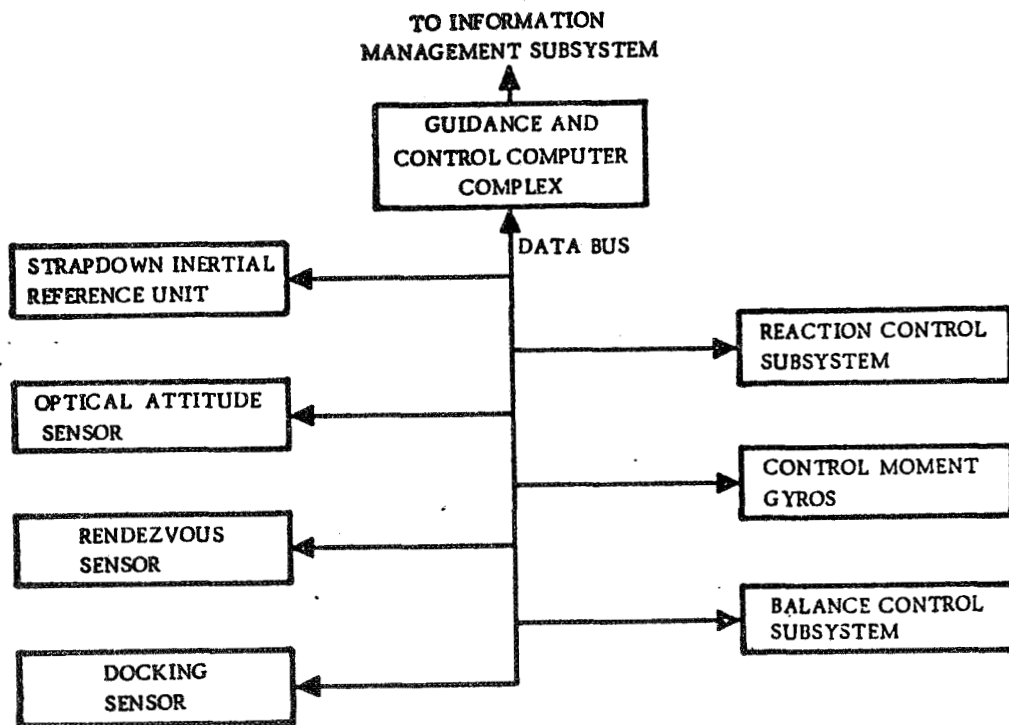 TO INFORMATION
MANAGEMENT SUBSYSTEM
GUIDANCE AND
CONTROL COMPUTER
COMPLEX
DATA BUS
STRAPDOWN INERTIAL
REFERENCE UNIT
REACTION CONTROL
SUBSYSTEM
OPTICAL ATTITUDE
SENSOR
CONTROL MOMENT
GYROS
RENDEZVOUS
SENSOR
BALANCE CONTROL
SUBSYSTEM
DOCKING
SENSOR